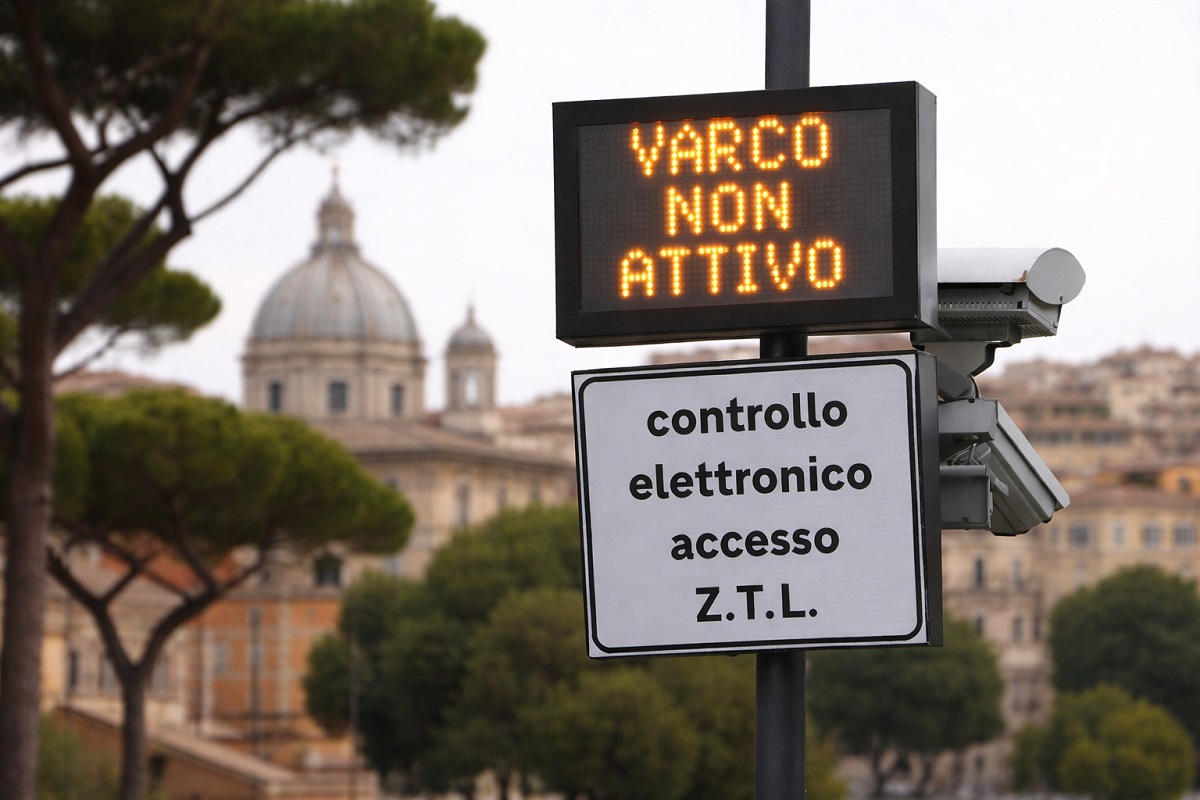 VARCO
NON
ATTIVO
controllo
elettronico
accesso
Z.T.L.